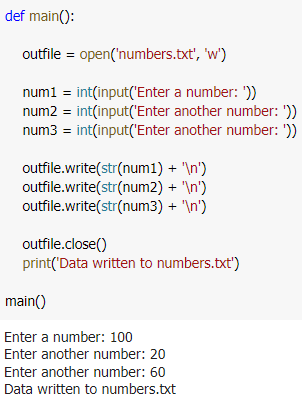 def main():
outfile = open('numbers.txt', 'w')
num1 = int(input('Enter a number: '))
num2 = int(input('Enter another number: '))
num3 = int(input('Enter another number: '))
outfile.write(str(num1) + '\n')
outfile.write(str(num2) + '\n')
outfile.write(str(num3) + '\n')
outfile.close()
print('Data written to numbers.txt')
main()
Enter a number: 100
Enter another number: 20
Enter another number: 60
Data written to numbers.txt